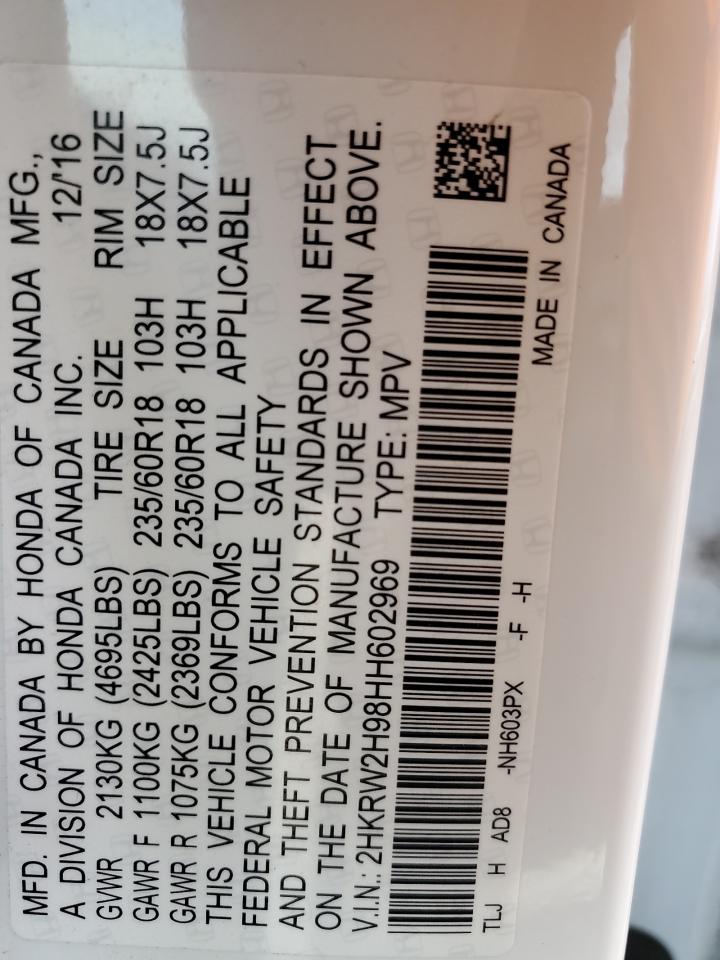 MFD. IN CANADA BY HONDA OF CANADA MFG.,
A DIVISION OF HONDA CANADA INC. 12/'16
GVWR 2130KG (4695LBS) TIRE SIZE RIM SIZE
GAWR F 1100KG (2425LBS) 235/60R18 103H 18X7.5J
GAWR R 1075KG (2369LBS) 235/60R18 103H 18X7.5J
THIS VEHICLE CONFORMS TO ALL APPLICABLE
FEDERAL MOTOR VEHICLE SAFETY
AND THEFT PREVENTION STANDARDS IN EFFECT
ON THE DATE OF MANUFACTURE SHOWN ABOVE.
V.I.N.: 2HKRW2H98HH602969 TYPE: MPV
TLJ H AD8 -NH603PX -F -H
MADE IN CANADA